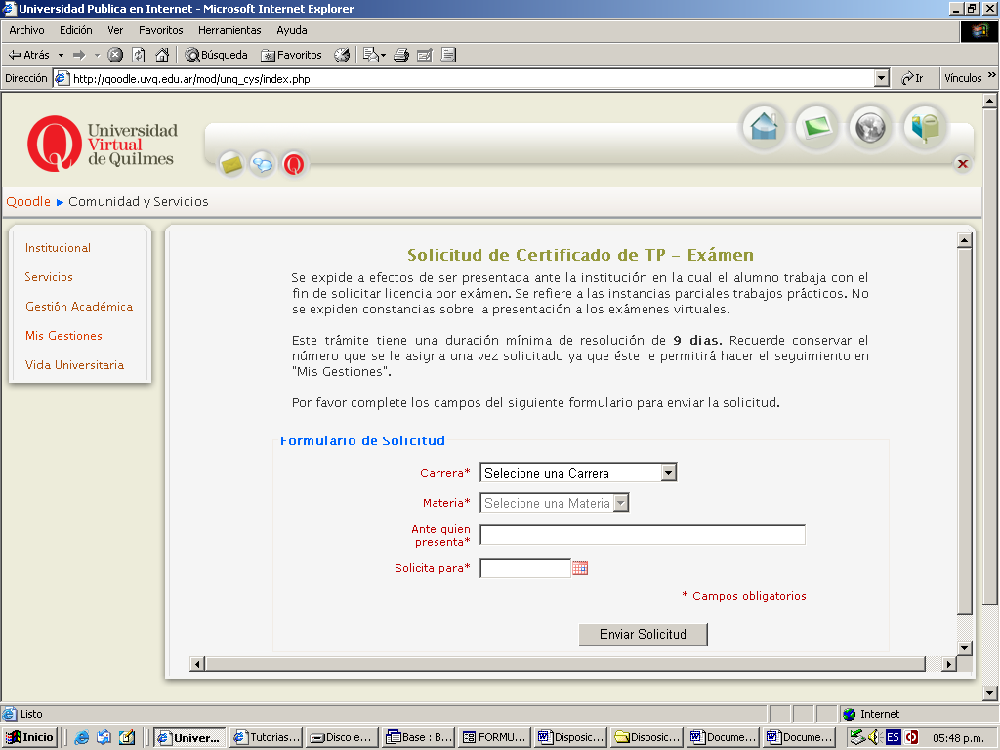 Universidad Publica en Internet - Microsoft Internet Explorer
Archivo Edición Ver Favoritos Herramientas Ayuda
Atrás Búsqueda Favoritos
Dirección http://qoodle.uvq.edu.ar/mod/unq_cys/index.php Ir Vínculos »
Universidad
Virtual
de Quilmes
Qoodle ► Comunidad y Servicios
Institucional
Servicios
Gestión Académica
Mis Gestiones
Vida Universitaria
Solicitud de Certificado de TP - Exámen
Se expide a efectos de ser presentada ante la institución en la cual el alumno trabaja con el
fin de solicitar licencia por exámen. Se refiere a las instancias parciales trabajos prácticos. No
se expiden constancias sobre la presentación a los exámenes virtuales.
Este trámite tiene una duración mínima de resolución de 9 dias. Recuerde conservar el
número que se le asigna una vez solicitado ya que éste le permitirá hacer el seguimiento en
"Mis Gestiones".
Por favor complete los campos del siguiente formulario para enviar la solicitud.
Formulario de Solicitud
Carrera* Selecione una Carrera
Materia* Selecione una Materia
Ante quien
presenta*
Solicita para*
* Campos obligatorios
Enviar Solicitud
Listo Internet
Inicio Univer... Tutorias... Disco e... Base : B... FORMU... Disposic... Disposic... Docume... Docume... ES 05:48 p.m.